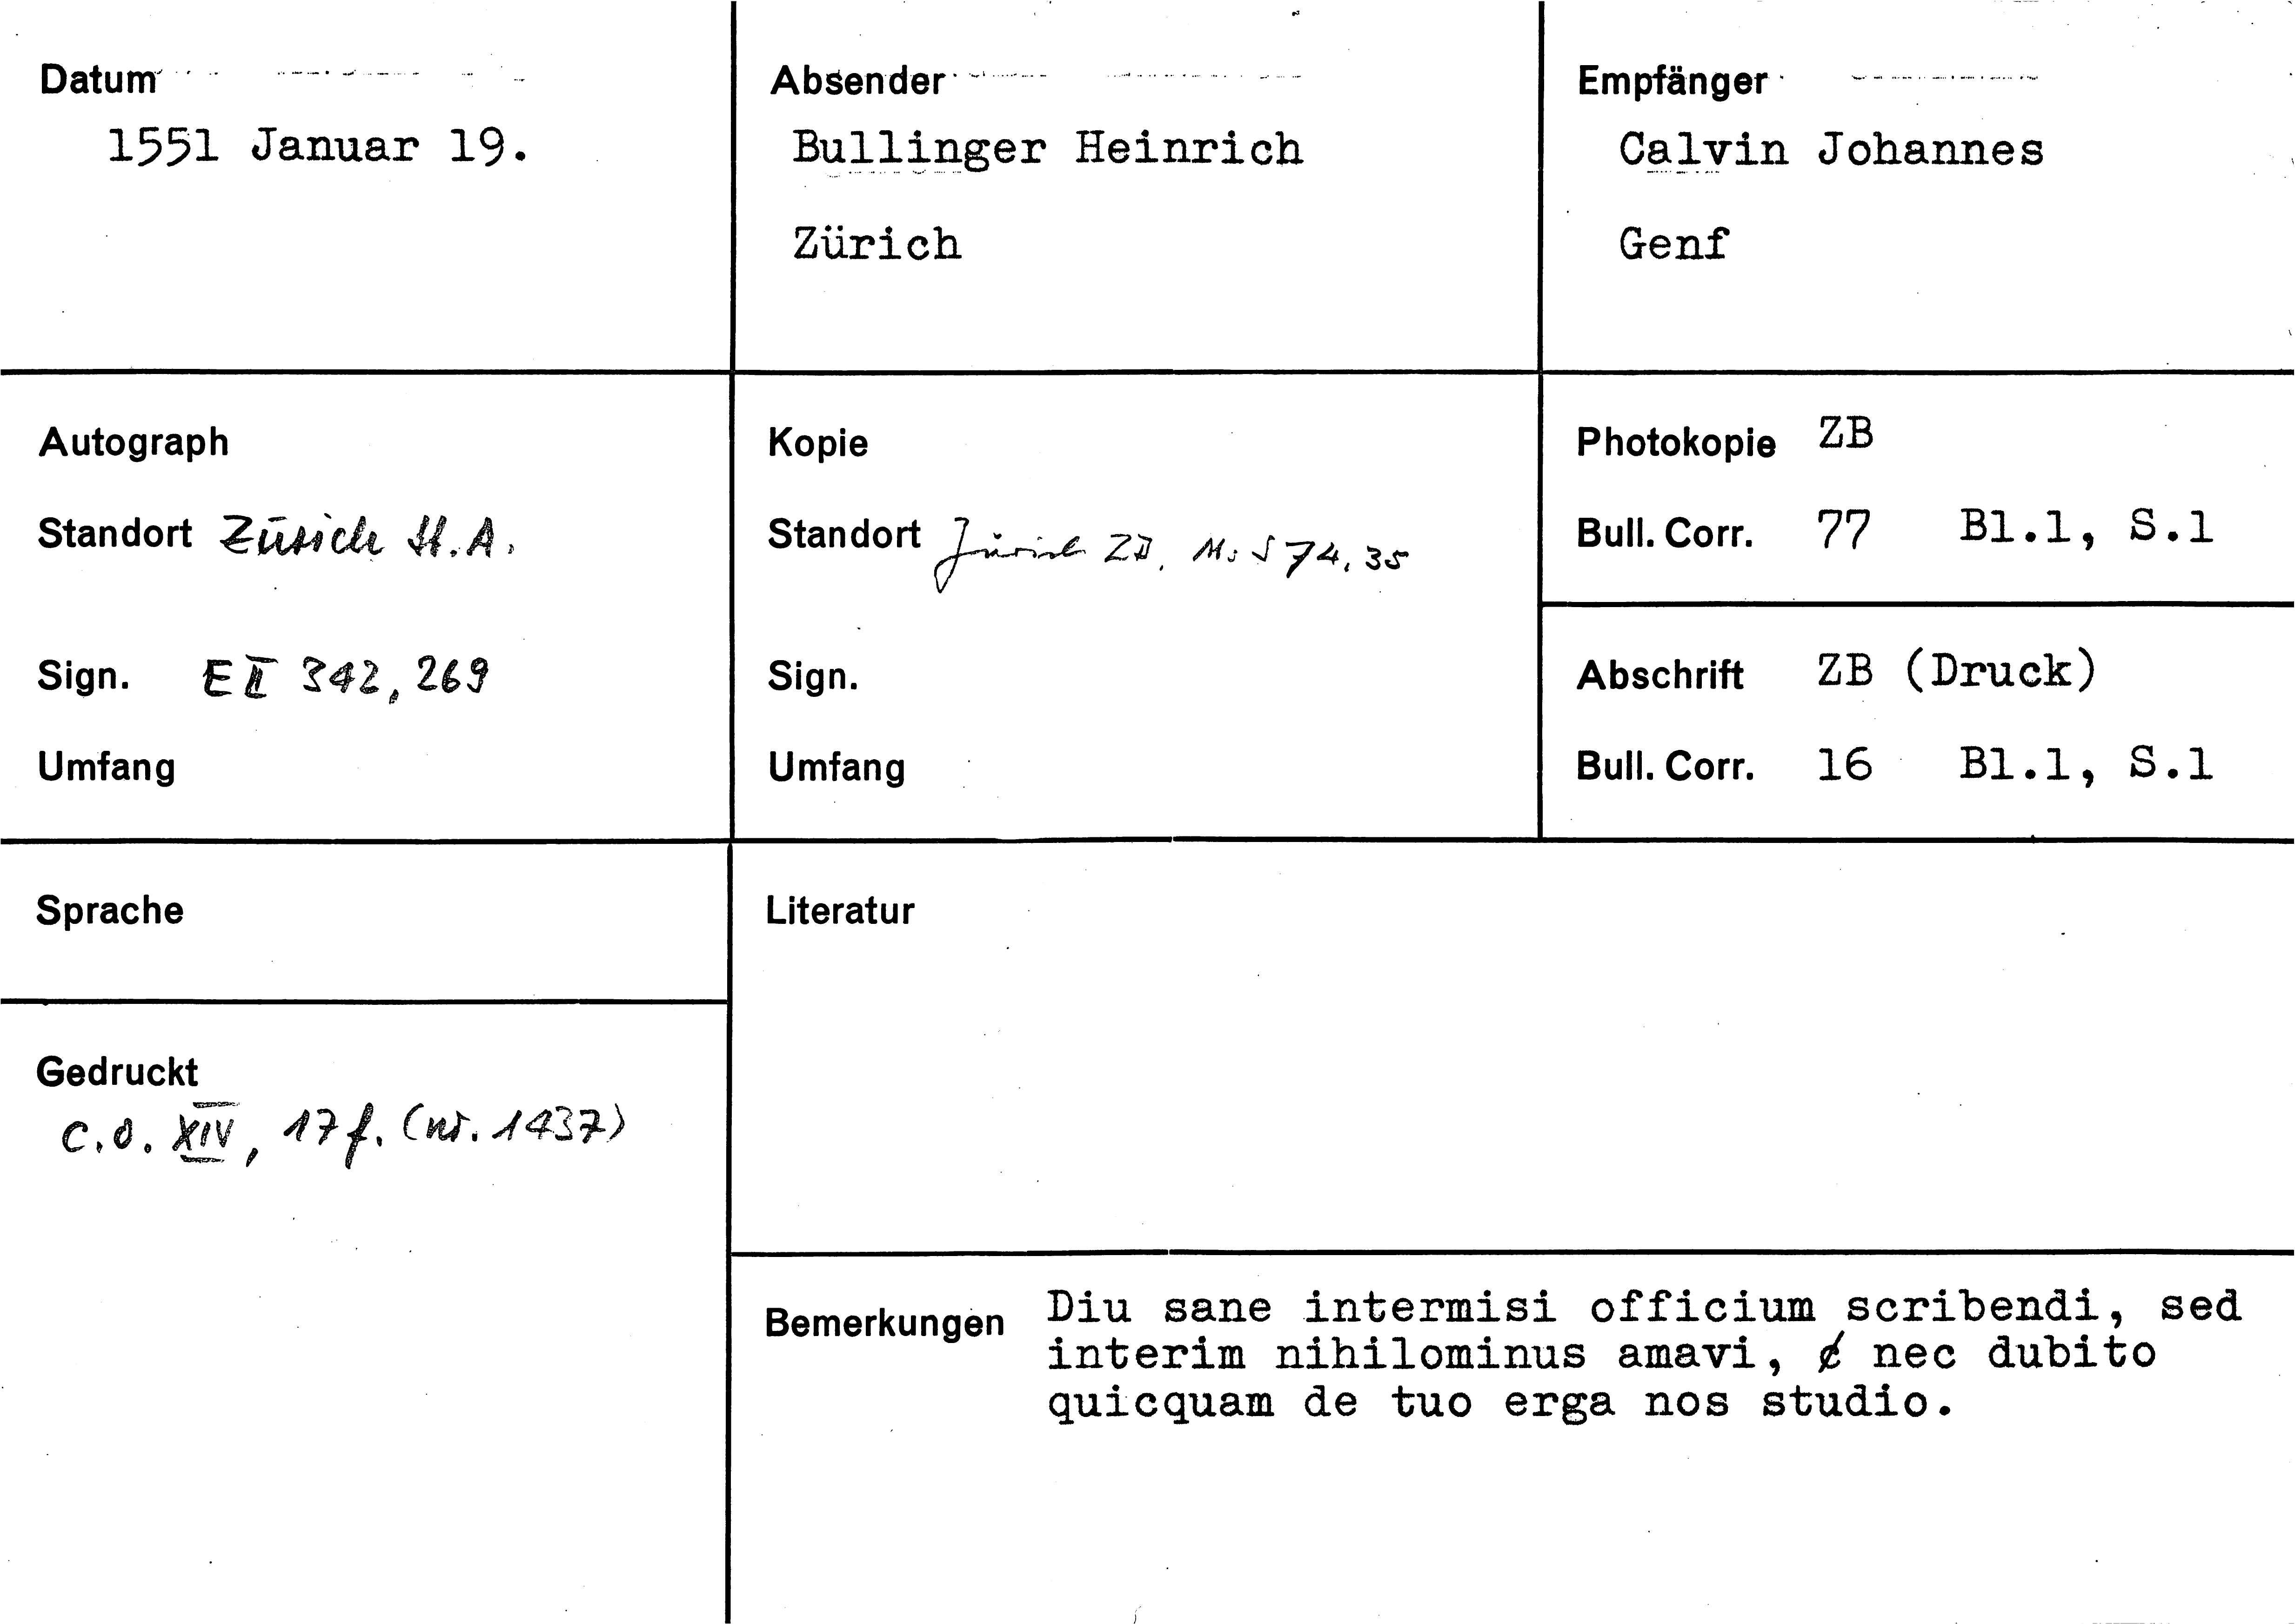 Datum
1551 Januar 19.
Absender
Bullinger Heinrich
Zürich
Empfänger
Calvin Johannes
Genf
Autograph
Standort Zürich St.A.
Sign. E II 342, 269
Umfang
Kopie
Standort Zürich ZB, Ms S 74, 35
Sign.
Umfang
Photokopie ZB
Bull. Corr. 77 Bl.1, S.1
Abschrift ZB (Druck)
Bull. Corr. 16 Bl.1, S.1
Sprache
Gedruckt
C.O. XIV, 17f. (nr. 1437)
Literatur
Bemerkungen Diu sane intermisi officium scribendi, sed
interim nihilominus amavi, nec dubito
quicquam de tuo erga nos studio.